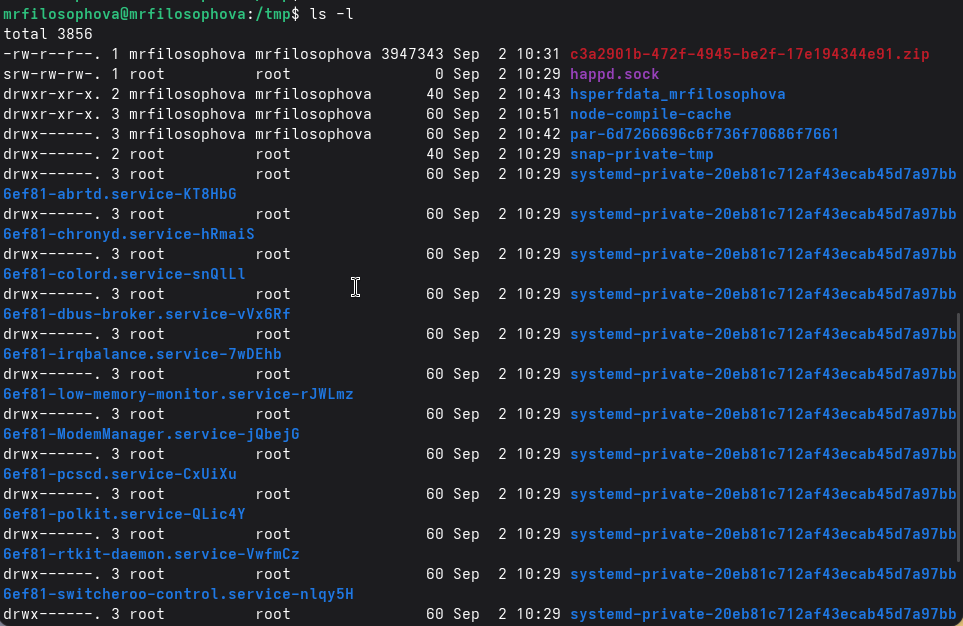 mrfilosophova@mrfilosophova:/tmp$ ls -l
total 3856
-rw-r--r--. 1 mrfilosophova mrfilosophova 3947343 Sep  2 10:31 c3a2901b-472f-4945-be2f-17e194344e91.zip
srw-rw-rw-. 1 root          root                0 Sep  2 10:29 happd.sock
drwxr-xr-x. 2 mrfilosophova mrfilosophova      40 Sep  2 10:43 hsperfdata_mrfilosophova
drwxr-xr-x. 3 mrfilosophova mrfilosophova      60 Sep  2 10:51 node-compile-cache
drwx------. 3 mrfilosophova mrfilosophova      60 Sep  2 10:42 par-6d7266696c6f736f70686f7661
drwx------. 2 root          root               40 Sep  2 10:29 snap-private-tmp
drwx------. 3 root          root               60 Sep  2 10:29 systemd-private-20eb81c712af43ecab45d7a97bb
6ef81-abrtd.service-KT8HbG
drwx------. 3 root          root               60 Sep  2 10:29 systemd-private-20eb81c712af43ecab45d7a97bb
6ef81-chronyd.service-hRmaiS
drwx------. 3 root          root               60 Sep  2 10:29 systemd-private-20eb81c712af43ecab45d7a97bb
6ef81-colord.service-snQlLl
drwx------. 3 root          root               60 Sep  2 10:29 systemd-private-20eb81c712af43ecab45d7a97bb
6ef81-dbus-broker.service-vVx6Rf
drwx------. 3 root          root               60 Sep  2 10:29 systemd-private-20eb81c712af43ecab45d7a97bb
6ef81-irqbalance.service-7wDEhb
drwx------. 3 root          root               60 Sep  2 10:29 systemd-private-20eb81c712af43ecab45d7a97bb
6ef81-low-memory-monitor.service-rJWLmz
drwx------. 3 root          root               60 Sep  2 10:29 systemd-private-20eb81c712af43ecab45d7a97bb
6ef81-ModemManager.service-jQbejG
drwx------. 3 root          root               60 Sep  2 10:29 systemd-private-20eb81c712af43ecab45d7a97bb
6ef81-pcscd.service-CxUiXu
drwx------. 3 root          root               60 Sep  2 10:29 systemd-private-20eb81c712af43ecab45d7a97bb
6ef81-polkit.service-QLic4Y
drwx------. 3 root          root               60 Sep  2 10:29 systemd-private-20eb81c712af43ecab45d7a97bb
6ef81-rtkit-daemon.service-VwfmCz
drwx------. 3 root          root               60 Sep  2 10:29 systemd-private-20eb81c712af43ecab45d7a97bb
6ef81-switcheroo-control.service-nlqy5H
drwx------. 3 root          root               60 Sep  2 10:29 systemd-private-20eb81c712af43ecab45d7a97bb